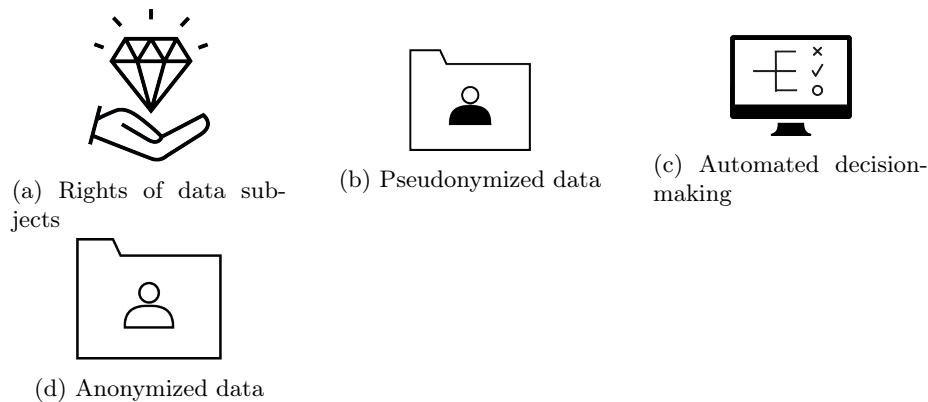 (a) Rights of data sub-
jects
(b) Pseudonymized data
(c) Automated decision-
making
(d) Anonymized data